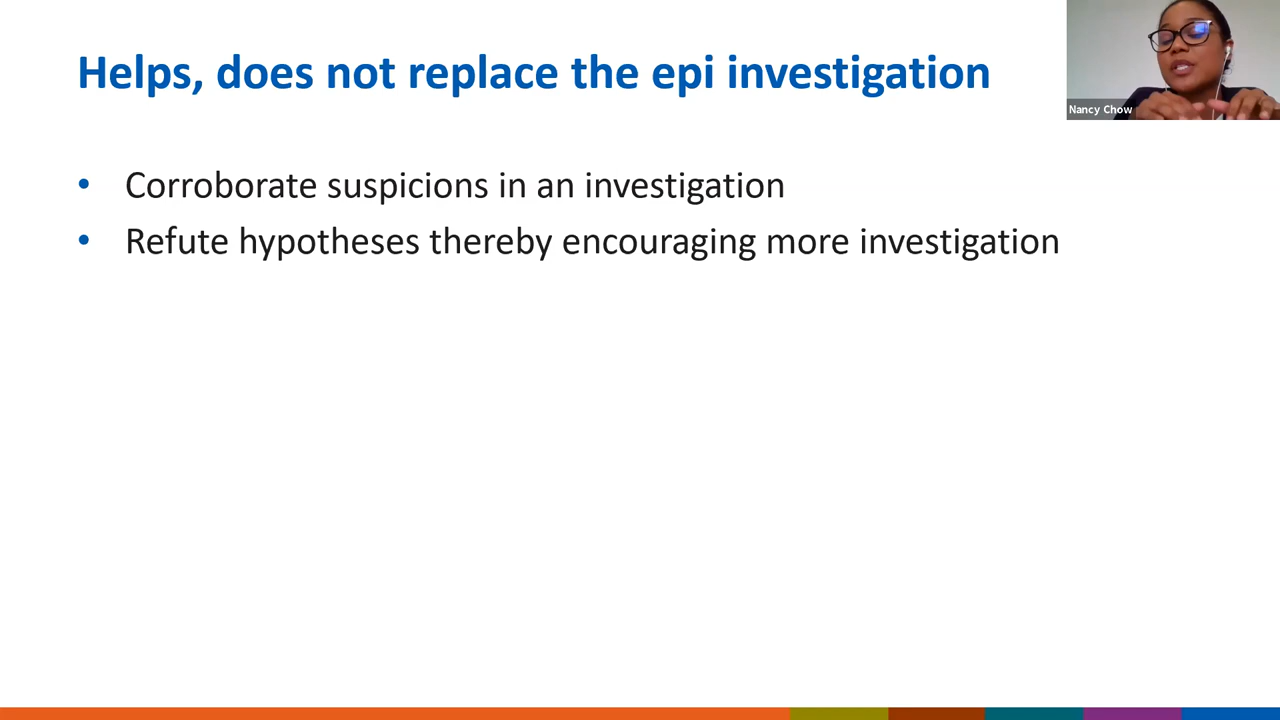 Helps, does not replace the epi investigation
Nancy Chow
• Corroborate suspicions in an investigation
• Refute hypotheses thereby encouraging more investigation